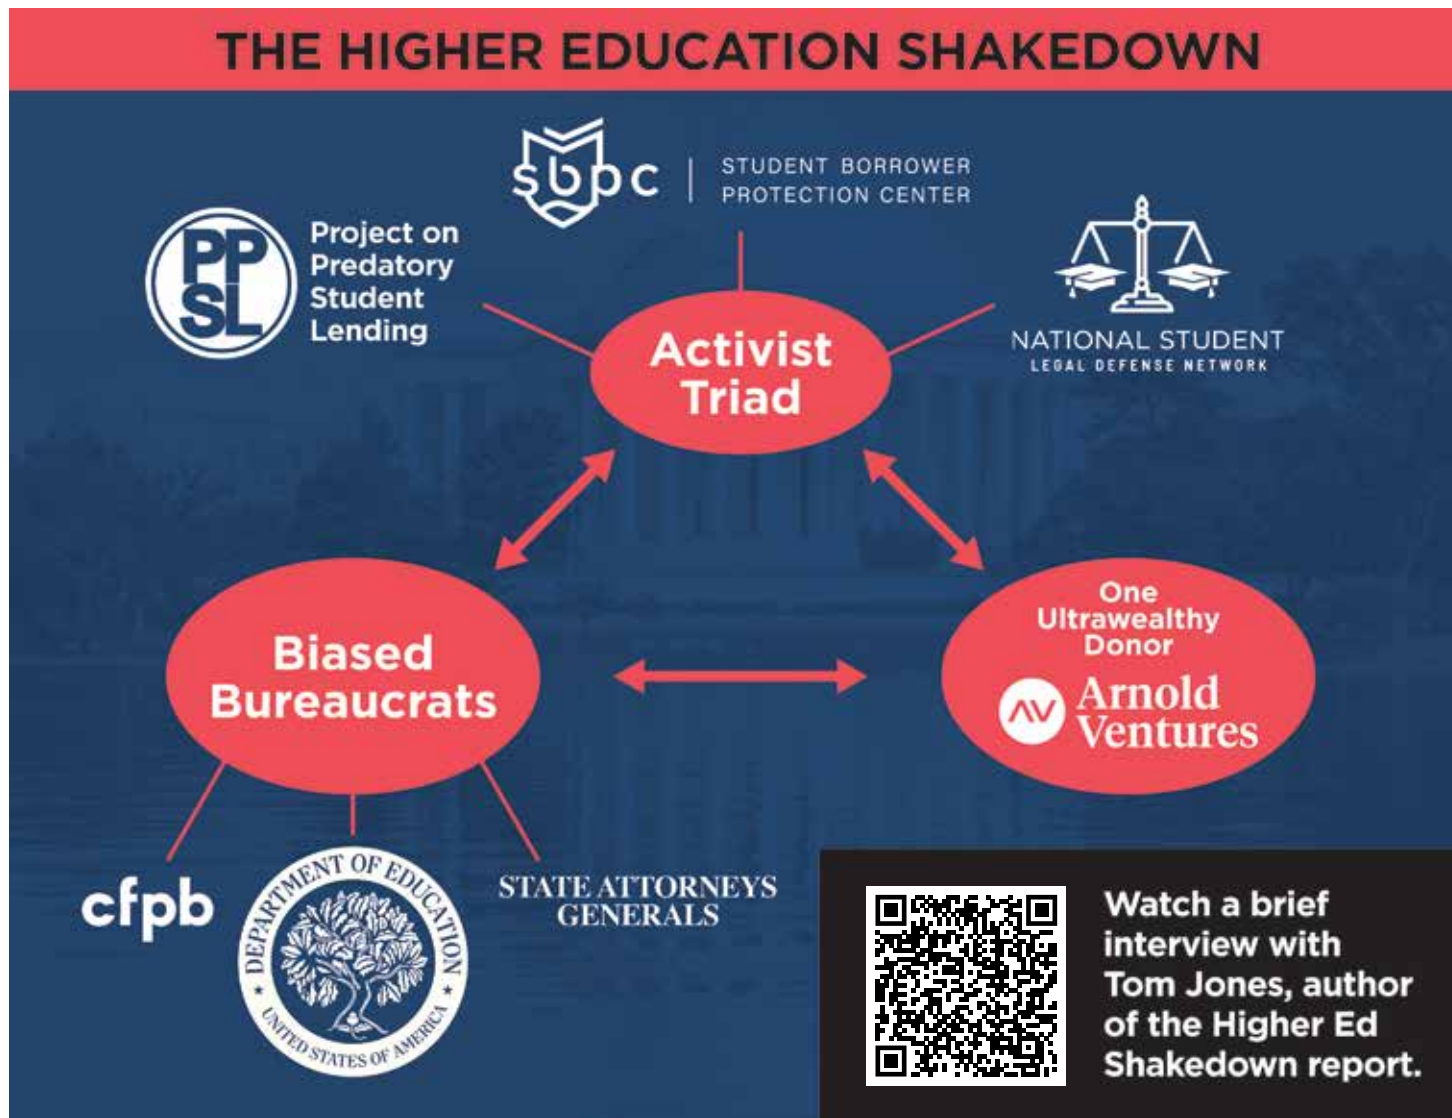 THE HIGHER EDUCATION SHAKEDOWN
sbpc
STUDENT BORROWER
PROTECTION CENTER
PP
SL
Project on
Predatory
Student
Lending
NATIONAL STUDENT
LEGAL DEFENSE NETWORK
Activist
Triad
Biased
Bureaucrats
One
Ultrawealthy
Donor
AV
Arnold
Ventures
cfpb
DEPARTMENT OF EDUCATION
UNITED STATES OF AMERICA
STATE ATTORNEYS
GENERALS
Watch a brief
interview with
Tom Jones, author
of the Higher Ed
Shakedown report.